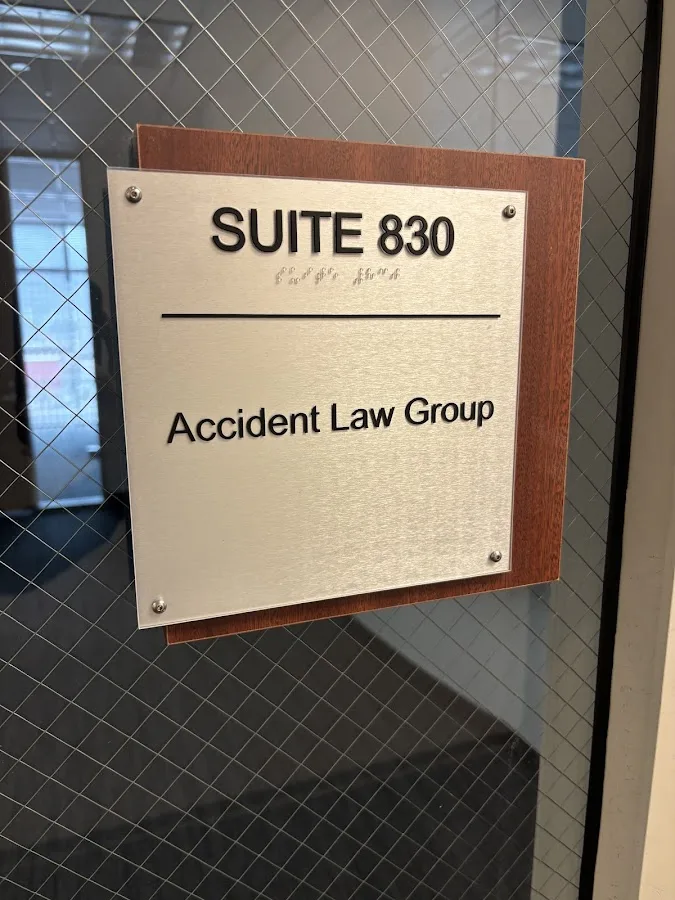 SUITE 830
Accident Law Group